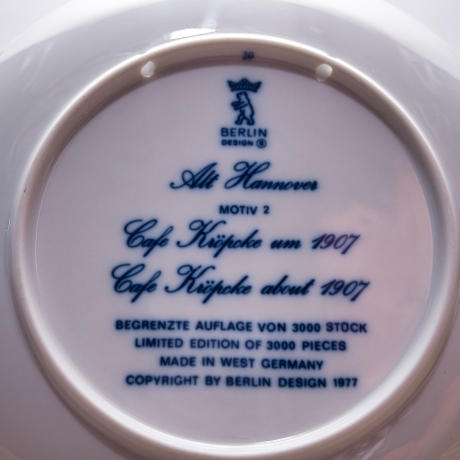 BERLIN
DESIGN ®
Alt Hannover
MOTIV 2
Cafe Kröpcke um 1907
Cafe Kröpcke about 1907
BEGRENZTE AUFLAGE VON 3000 STÜCK
LIMITED EDITION OF 3000 PIECES
MADE IN WEST GERMANY
COPYRIGHT BY BERLIN DESIGN 1977